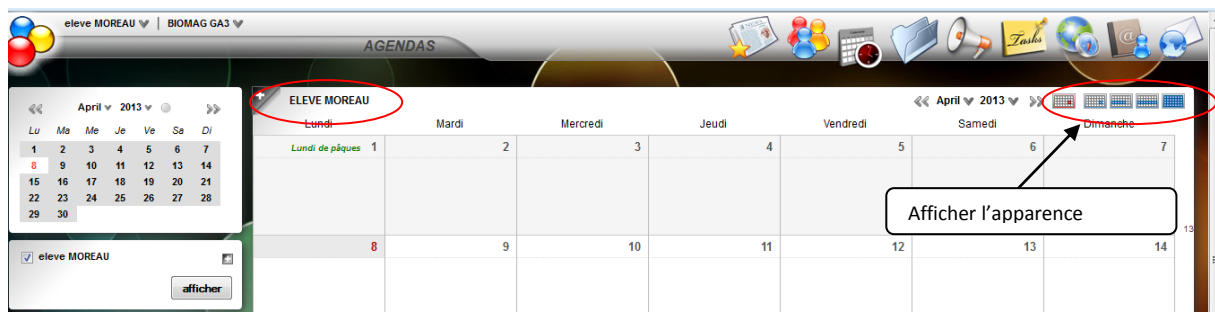 eleve MOREAU | BIOMAG GA3
AGENDAS
NEWS
Tasks
@
April 2013
Lu Ma Me Je Ve Sa Di
1 2 3 4 5 6 7
8 9 10 11 12 13 14
15 16 17 18 19 20 21
22 23 24 25 26 27 28
29 30
eleve MOREAU
afficher
ELEVE MOREAU
April 2013
Lundi Mardi Mercredi Jeudi Vendredi Samedi Dimanche
Lundi de pâques 1 2 3 4 5 6 7
Afficher l’apparence
13
8 9 10 11 12 13 14